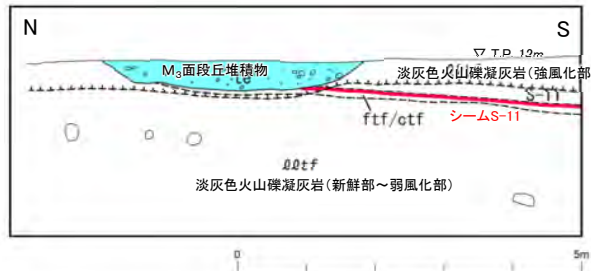 N
S
▽ T.P. 12m
M₃面段丘堆積物
淡灰色火山礫凝灰岩(強風化部
S-11
ftf/ctf
シームS-11
lltf
淡灰色火山礫凝灰岩(新鮮部～弱風化部)
0
5m